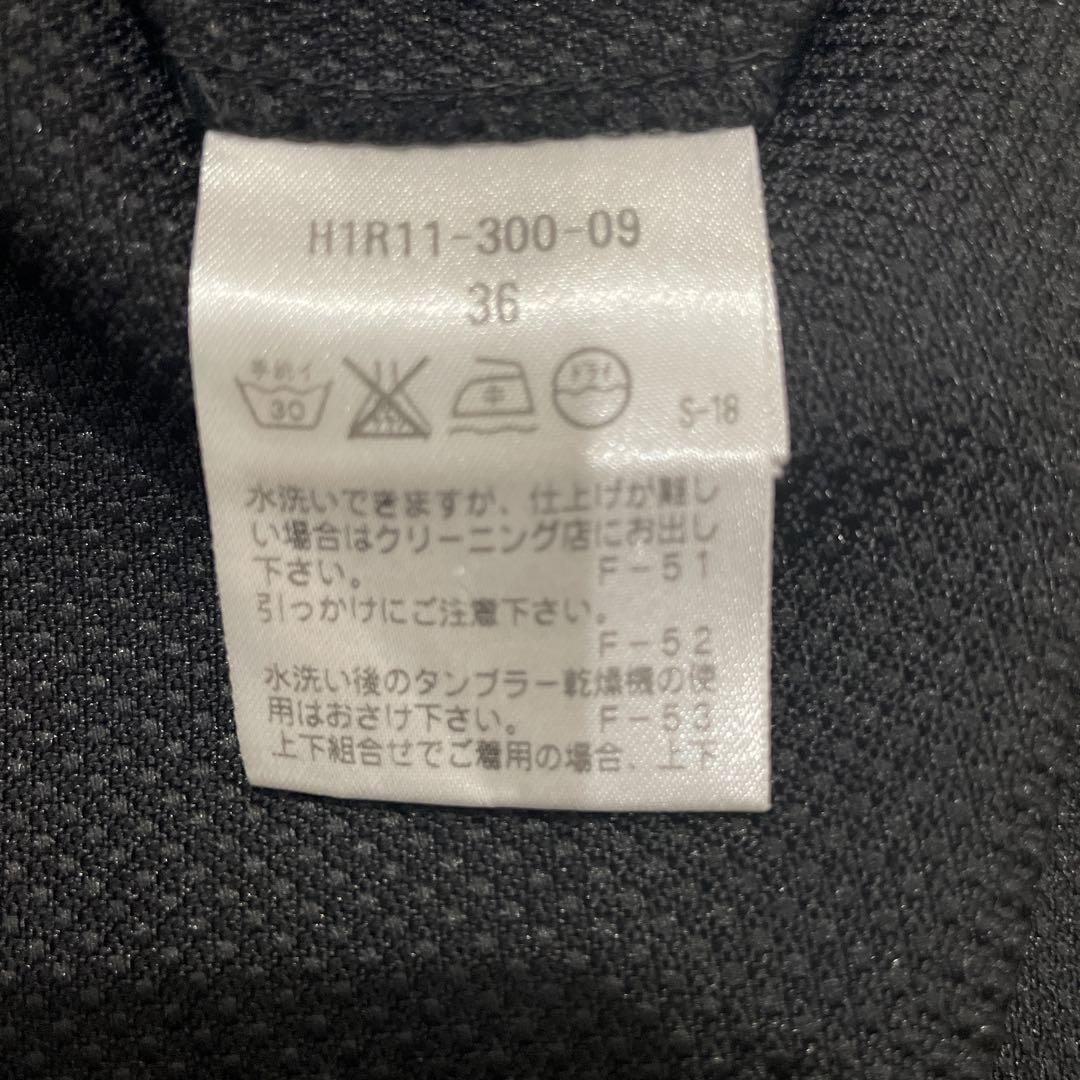 H1R11-300-09
36
手洗イ
30
中
ドライ
S-18
水洗いできますが、仕上げが難し
い場合はクリーニング店にお出し
下さい。 F-51
引っかけにご注意下さい。
F-52
水洗い後のタンブラー乾燥機の使
用はおさけ下さい。 F-53
上下組合せでご着用の場合、上下